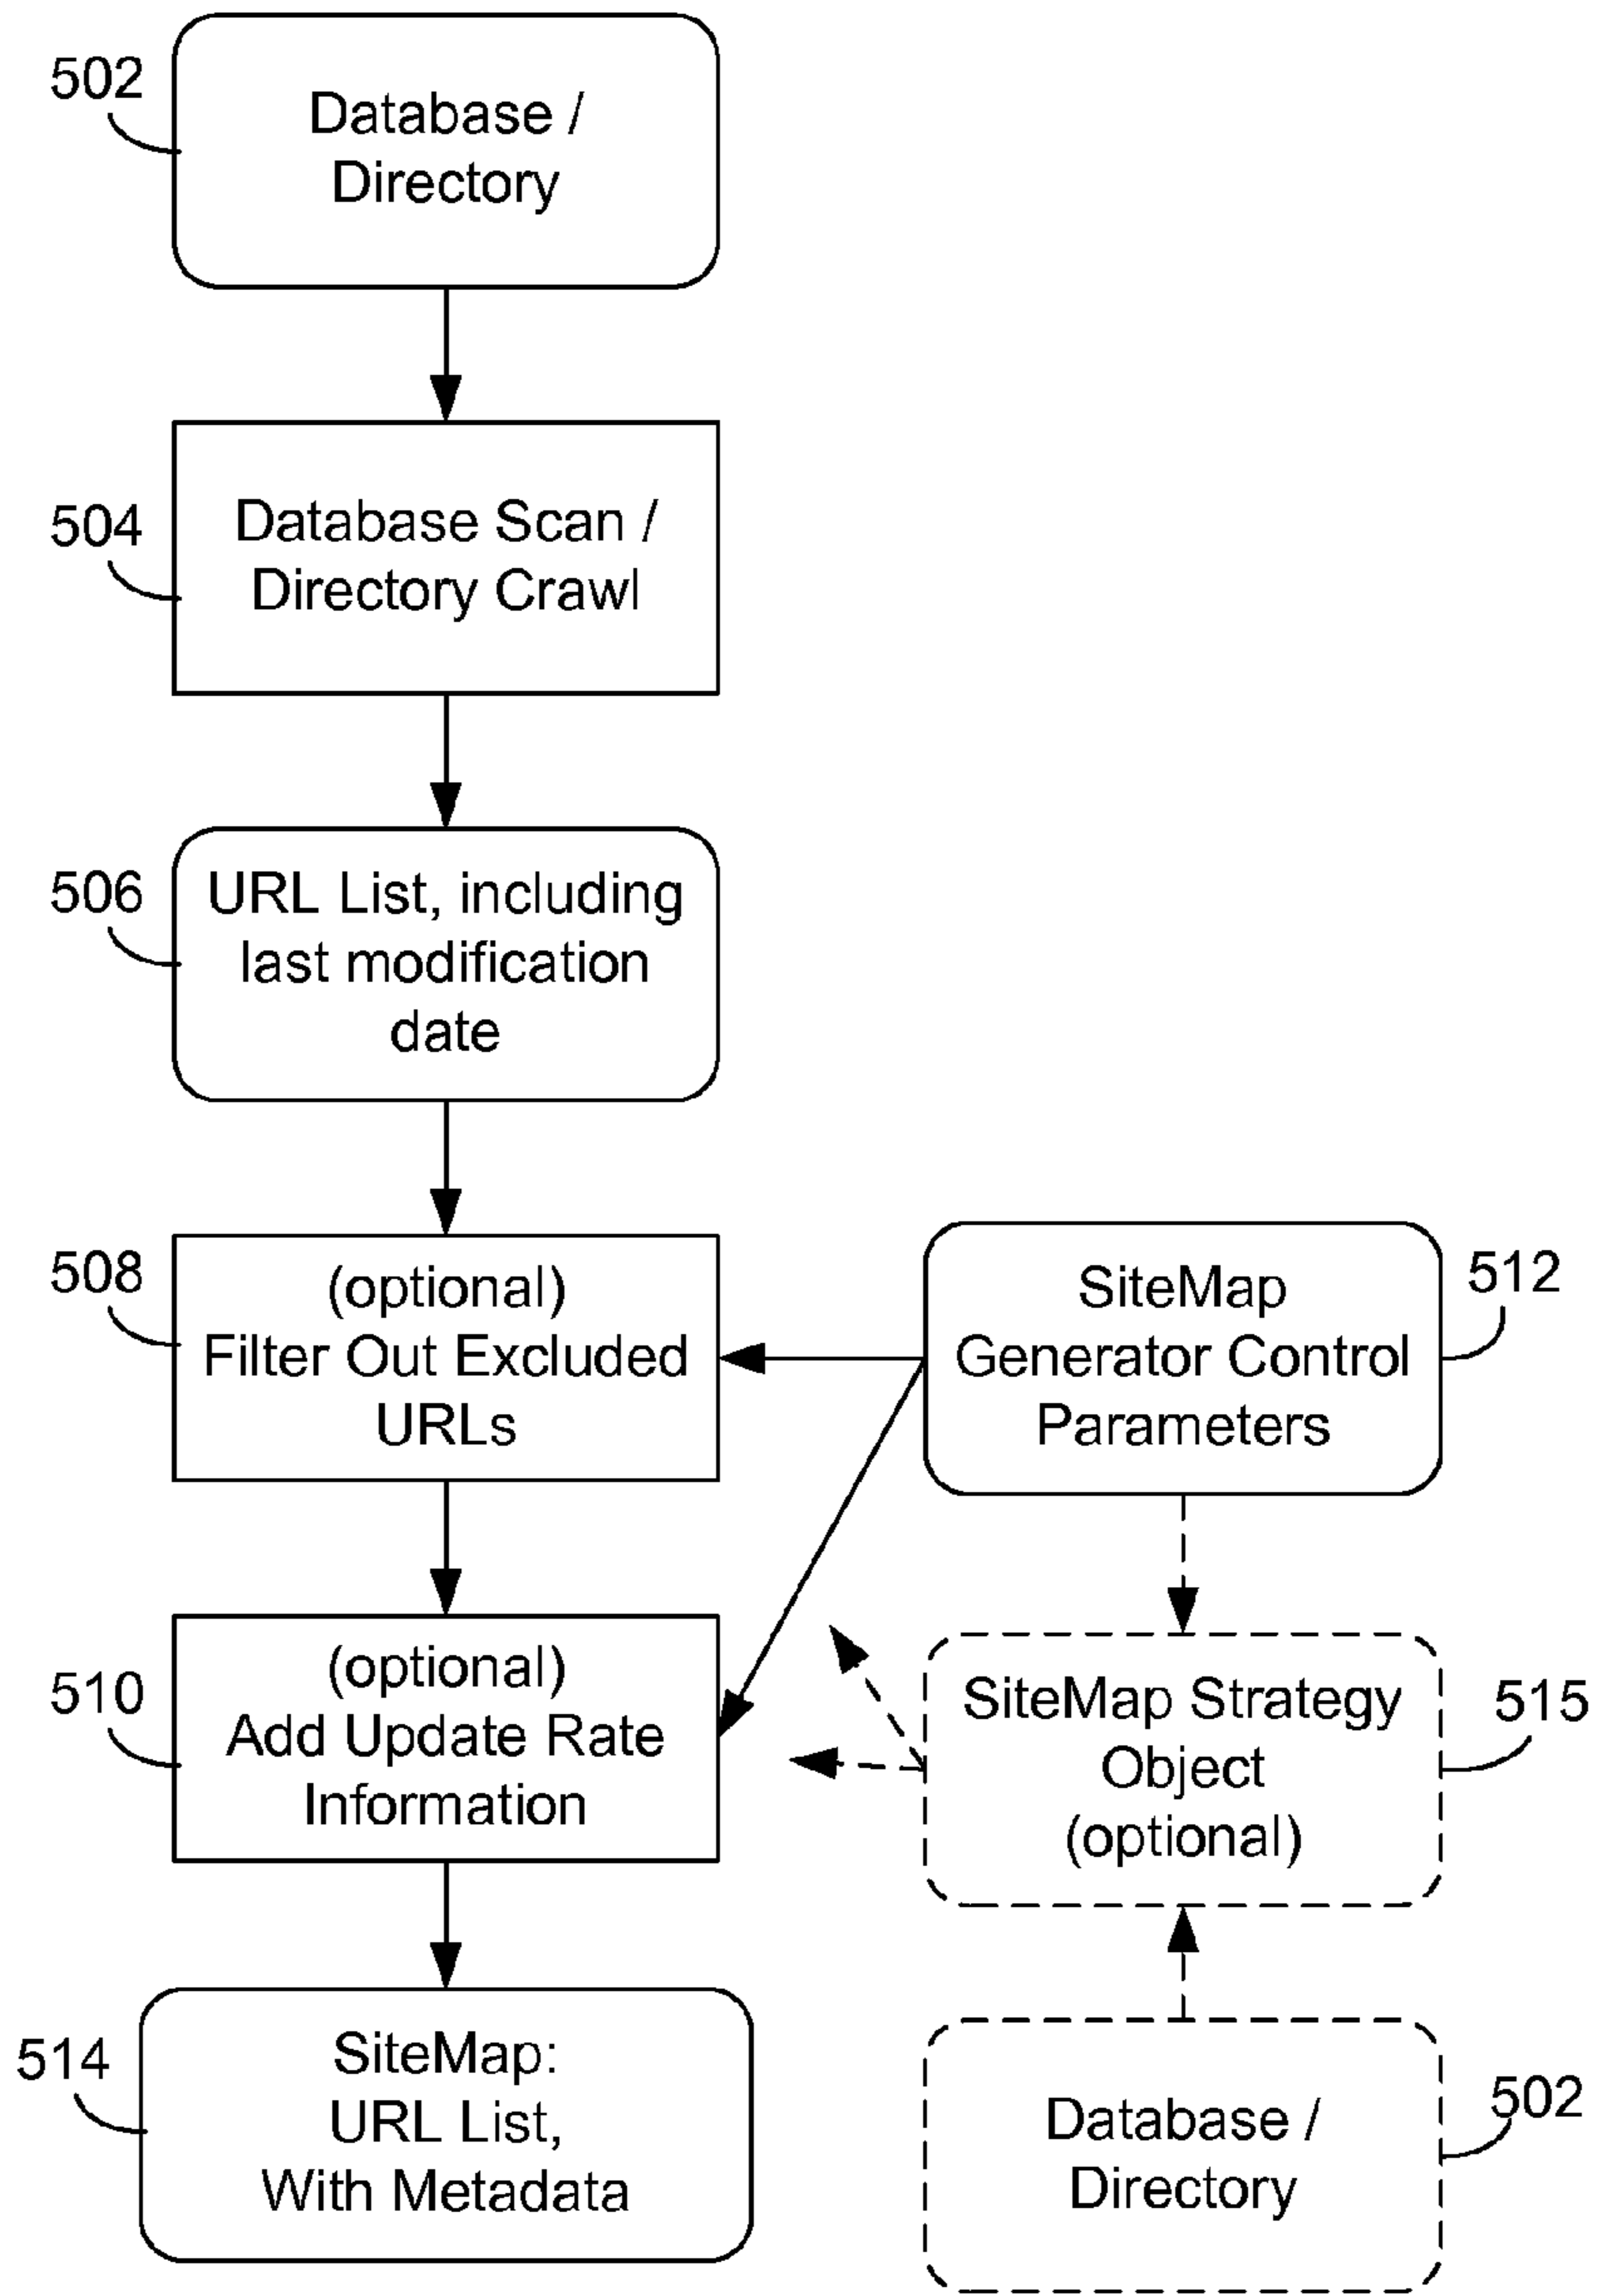 502
Database /
Directory
504
Database Scan /
Directory Crawl
506
URL List, including
last modification
date
508
(optional)
Filter Out Excluded
URLs
SiteMap
Generator Control
Parameters
512
510
(optional)
Add Update Rate
Information
SiteMap Strategy
Object
(optional)
515
514
SiteMap:
URL List,
With Metadata
Database /
Directory
502